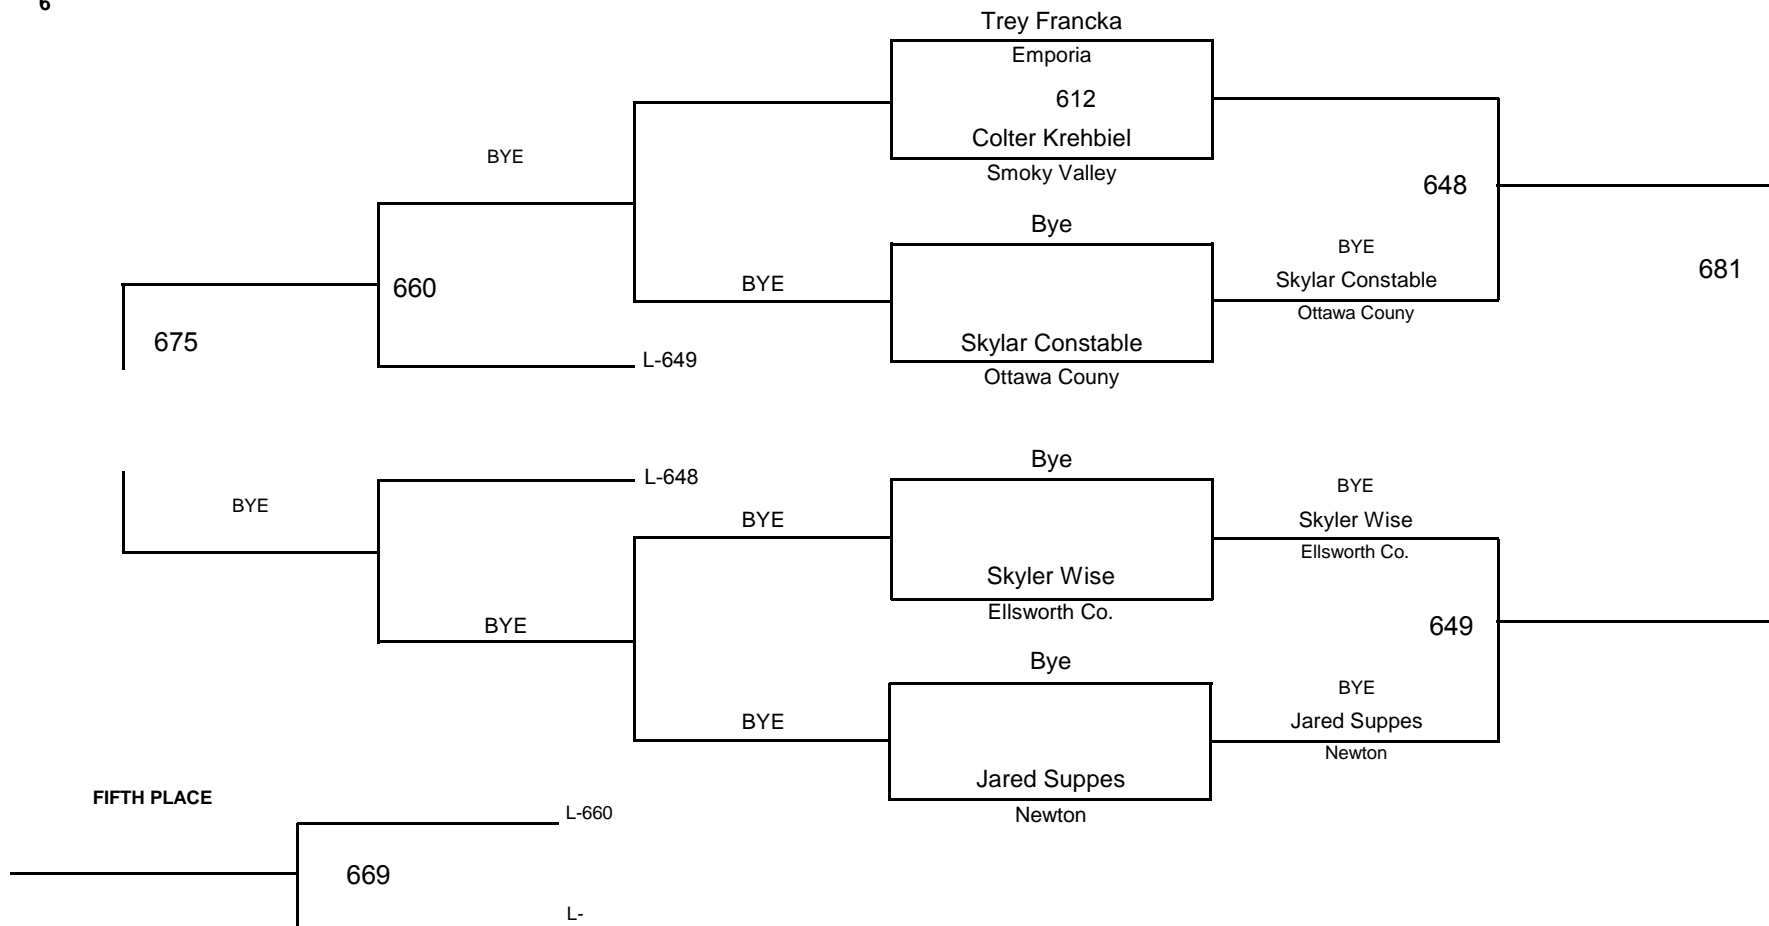 6
Trey Francka
Emporia
612
Colter Krehbiel
Smoky Valley
BYE
648
Bye
BYE
681
660
BYE
Skylar Constable
Ottawa Couny
675
Skylar Constable
L-649
Ottawa Couny
Bye
L-648
BYE
BYE
BYE
Skyler Wise
Ellsworth Co.
Skyler Wise
Ellsworth Co.
BYE
649
Bye
BYE
BYE
Jared Suppes
Newton
Jared Suppes
Newton
FIFTH PLACE
L-660
669
L-